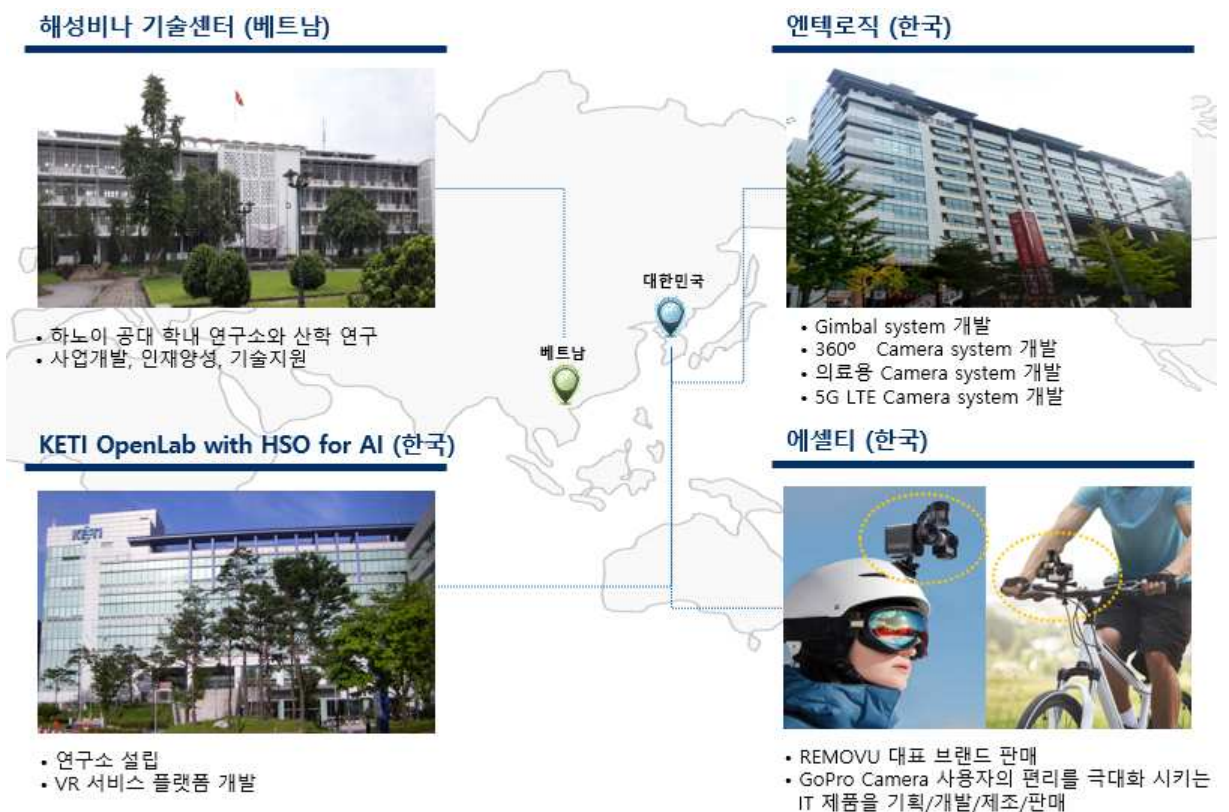 해성비나 기술센터 (베트남)
• 하노이 공대 학내 연구소와 산학 연구
• 사업개발, 인재양성, 기술지원
엔텍로직 (한국)
• Gimbal system 개발
• 360º Camera system 개발
• 의료용 Camera system 개발
• 5G LTE Camera system 개발
대한민국
베트남
KETI OpenLab with HSO for AI (한국)
KETI
• 연구소 설립
• VR 서비스 플랫폼 개발
에셀티 (한국)
• REMOVU 대표 브랜드 판매
• GoPro Camera 사용자의 편리를 극대화 시키는
IT 제품을 기획/개발/제조/판매